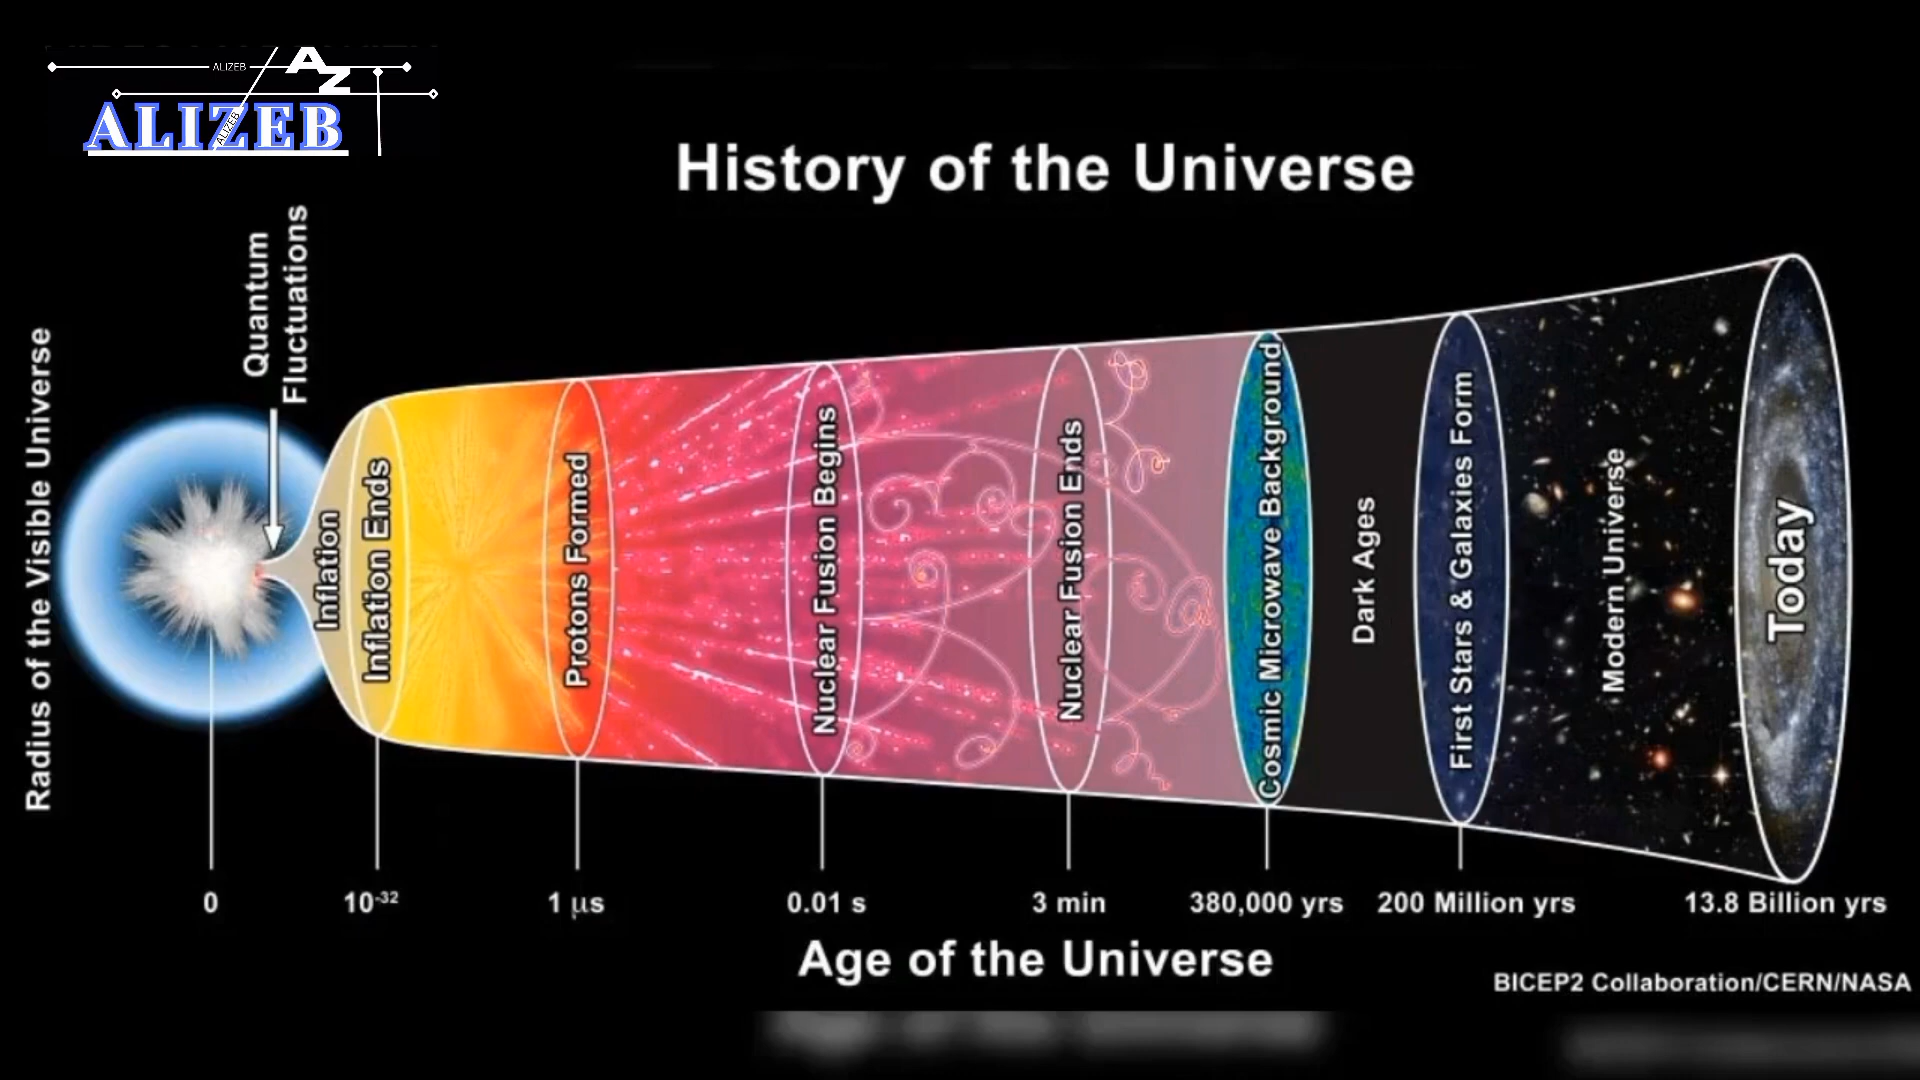 ALIZEB
AZ
ALIZEB
ALIZEB
History of the Universe
Radius of the Visible Universe
Quantum
Fluctuations
Inflation
Inflation Ends
Protons Formed
Nuclear Fusion Begins
Nuclear Fusion Ends
Cosmic Microwave Background
Dark Ages
First Stars & Galaxies Form
Modern Universe
Today
0
10⁻³²
1 µs
0.01 s
3 min
380,000 yrs
200 Million yrs
13.8 Billion yrs
Age of the Universe
BICEP2 Collaboration/CERN/NASA